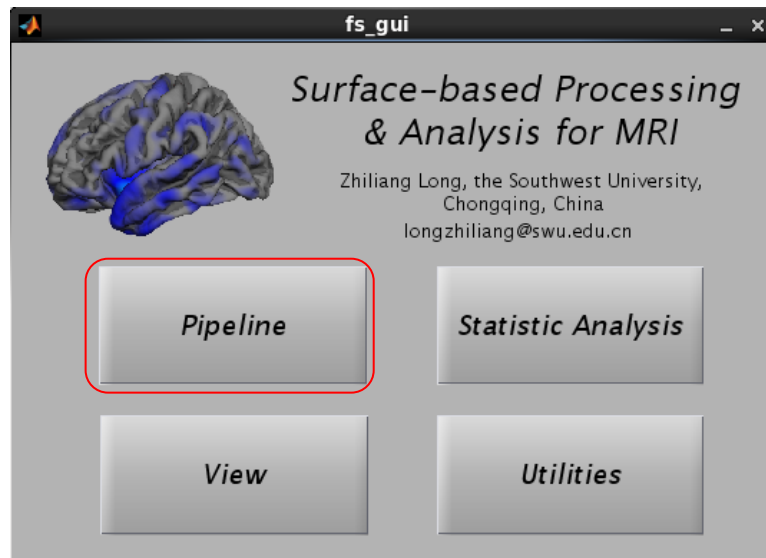 fs_gui
Surface-based Processing
& Analysis for MRI
Zhiliang Long, the Southwest University,
Chongqing, China
longzhiliang@swu.edu.cn
Pipeline
Statistic Analysis
View
Utilities